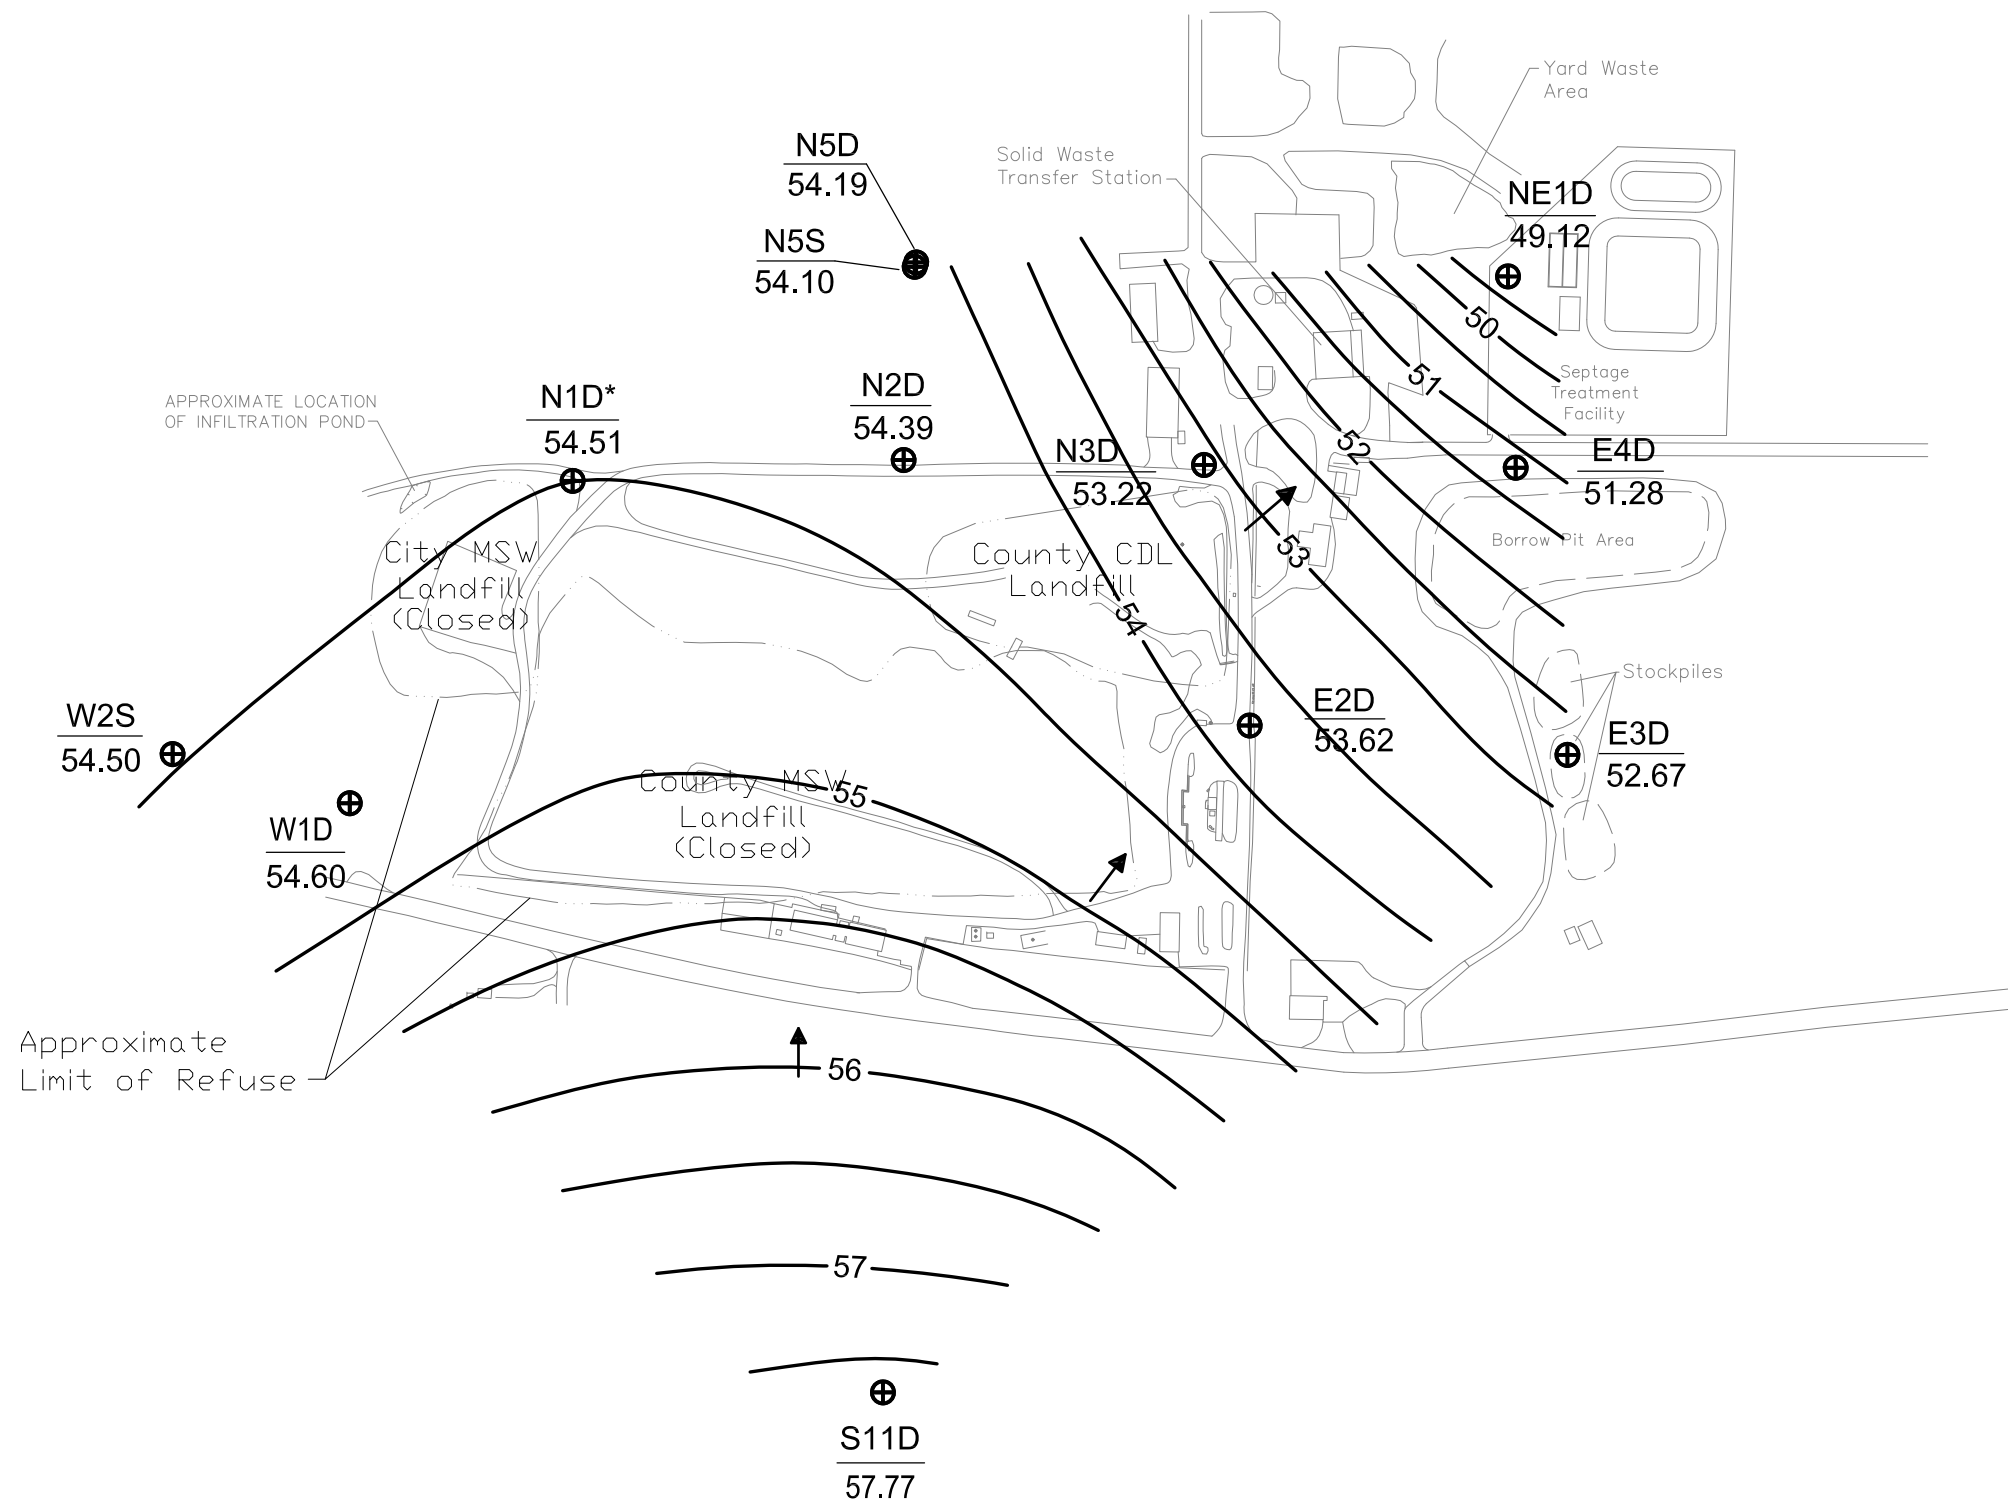 Yard Waste
Area
N5D
54.19
Solid Waste
Transfer Station
NE1D
49.12
N5S
54.10
50
51
Septage
Treatment
Facility
APPROXIMATE LOCATION
OF INFILTRATION POND
N1D*
54.51
N2D
54.39
N3D
53.22
52
E4D
51.28
City MSW
Landfill
(Closed)
County CDL
Landfill
53
Borrow Pit Area
54
Stockpiles
W2S
54.50
E2D
53.62
E3D
52.67
County MSW
Landfill
(Closed)
55
W1D
54.60
Approximate
Limit of Refuse
56
57
S11D
57.77